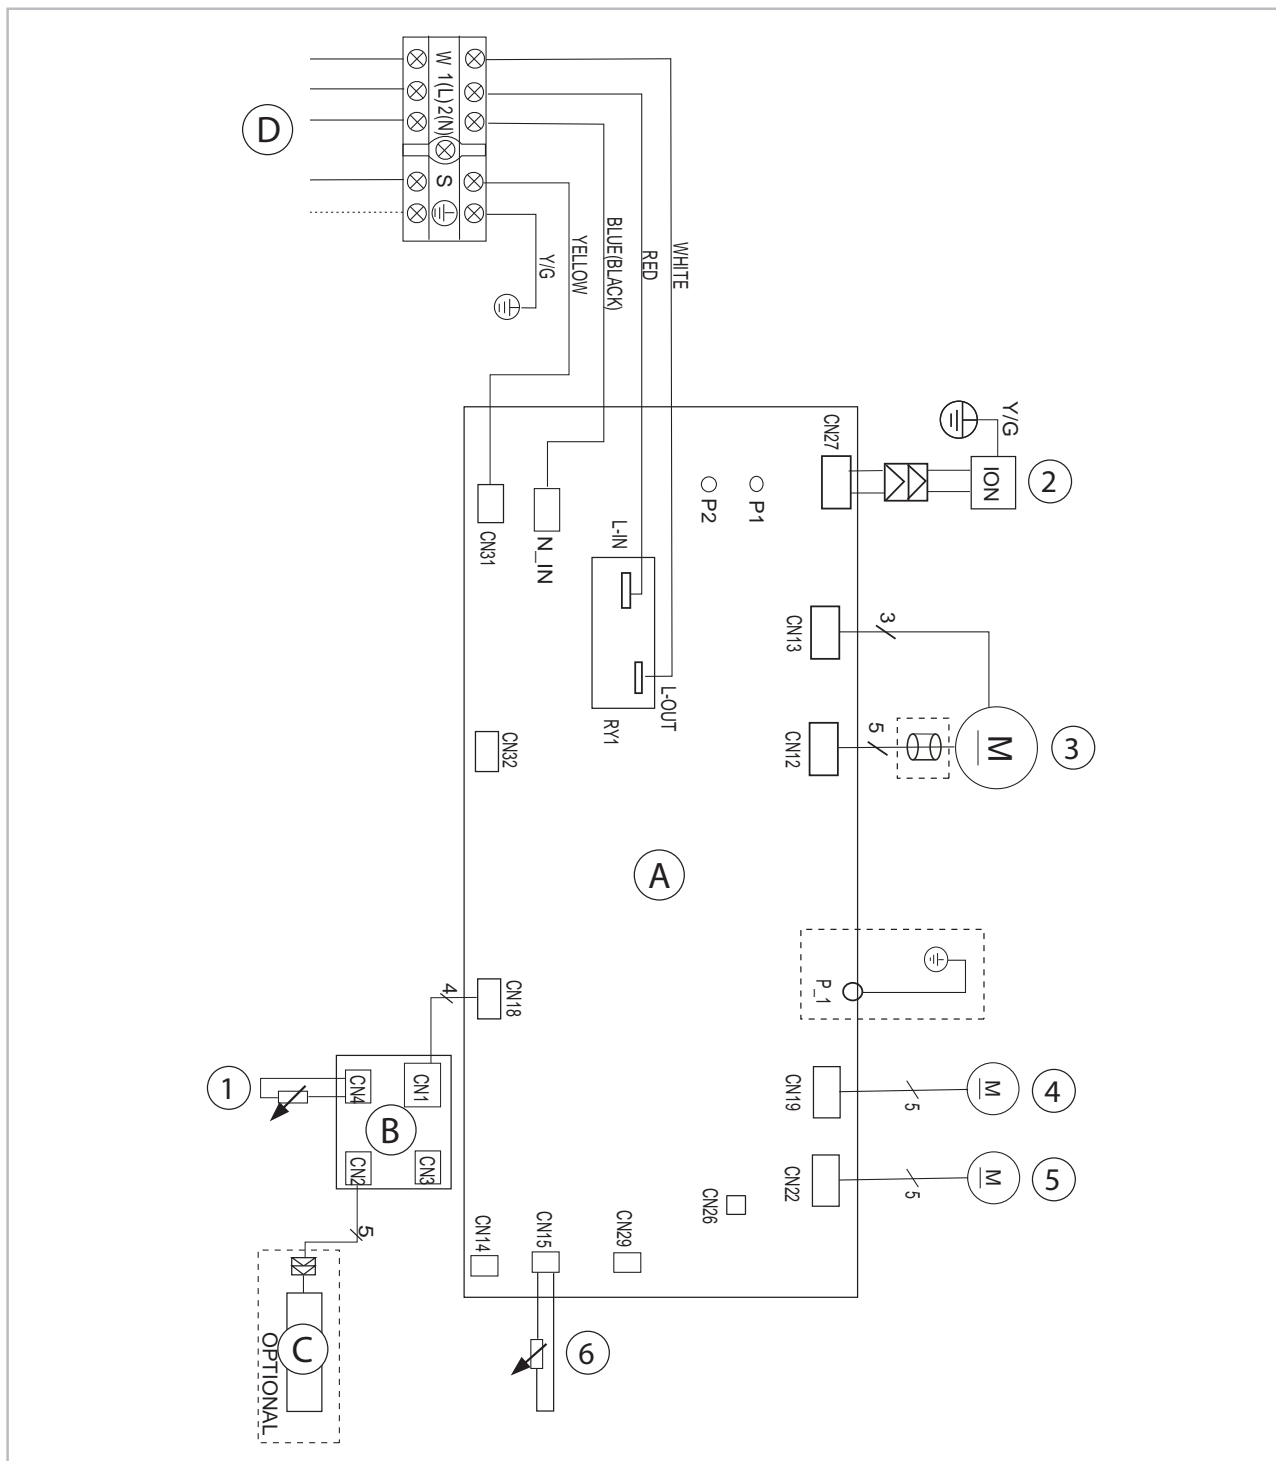 W 1(L) 2(N)
S
D
Y/G
YELLOW
BLUE(BLACK)
RED
WHITE
CN27
Y/G
ION
2
P2
P1
L-IN
CN31
N_IN
CN13
3
L-OUT
RY1
CN32
CN12
5
M
3
A
P_1
CN18
4
1
CN4
CN1
B
CN2
CN3
CN19
5
M
4
CN22
5
M
5
CN26
CN14
CN15
CN29
5
C
OPTIONAL
6